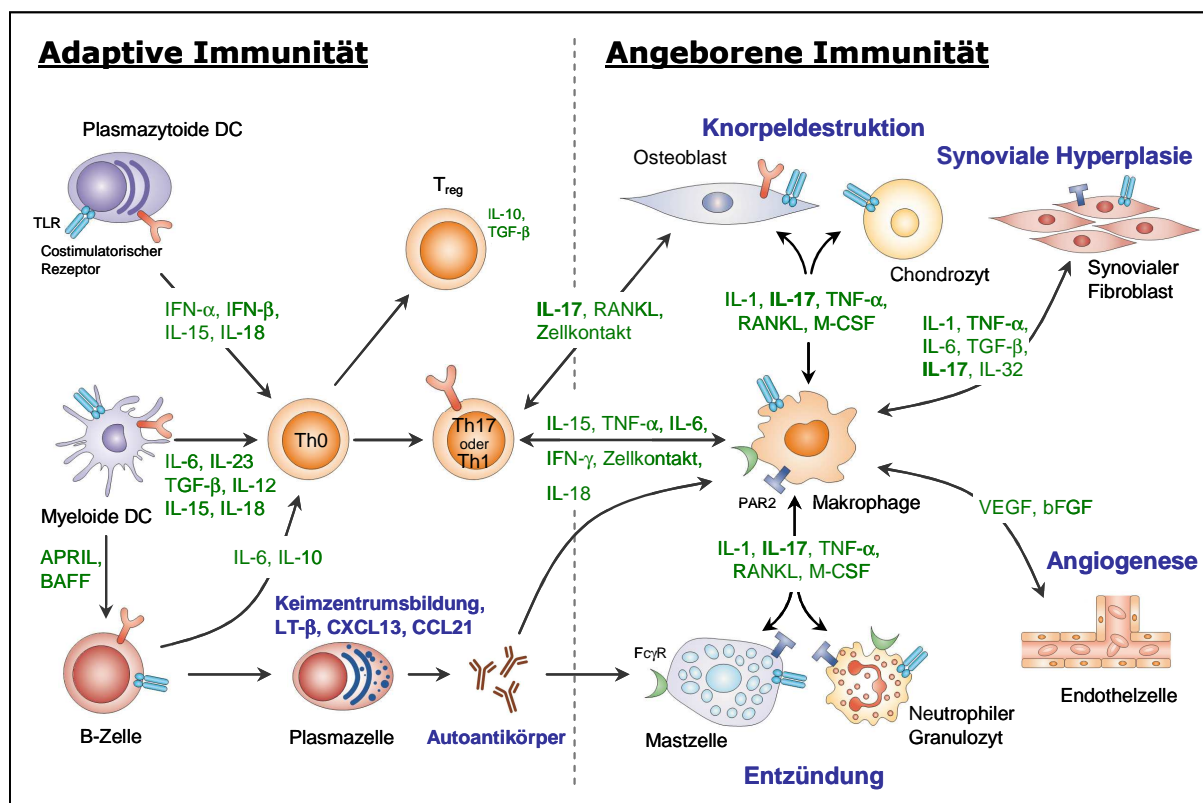 Adaptive Immunität
Angeborene Immunität
Plasmazytoide DC
TLR
Costimulatorischer
Rezeptor
IFN-α, IFN-β,
IL-15, IL-18
Treg
IL-10,
TGF-β
Myeloide DC
IL-6, IL-23
TGF-β, IL-12
IL-15, IL-18
Th0
Th17
oder
Th1
APRIL,
BAFF
IL-6, IL-10
B-Zelle
Keimzentrumsbildung,
LT-β, CXCL13, CCL21
Plasmazelle
Autoantikörper
Knorpeldestruktion
Osteoblast
Chondrozyt
Synoviale Hyperplasie
Synovialer
Fibroblast
IL-17, RANKL,
Zellkontakt
IL-1, IL-17, TNF-α,
RANKL, M-CSF
IL-1, TNF-α,
IL-6, TGF-β,
IL-17, IL-32
IL-15, TNF-α, IL-6,
IFN-γ, Zellkontakt,
IL-18
PAR2
Makrophage
VEGF, bFGF
IL-1, IL-17, TNF-α,
RANKL, M-CSF
Angiogenese
Endothelzelle
FcγR
Mastzelle
Neutrophiler
Granulozyt
Entzündung